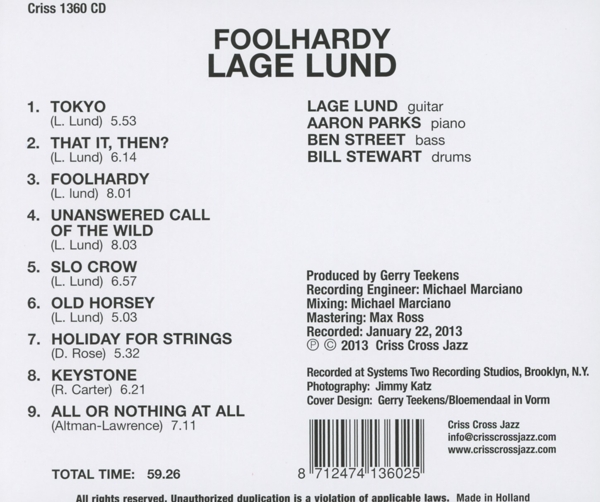 Criss 1360 CD
FOOLHARDY
LAGE LUND
1. TOKYO
(L. Lund) 5.53
2. THAT IT, THEN?
(L. Lund) 6.14
3. FOOLHARDY
(L. lund) 8.01
4. UNANSWERED CALL
OF THE WILD
(L. Lund) 8.03
5. SLO CROW
(L. Lund) 6.57
6. OLD HORSEY
(L. Lund) 5.03
7. HOLIDAY FOR STRINGS
(D. Rose) 5.32
8. KEYSTONE
(R. Carter) 6.21
9. ALL OR NOTHING AT ALL
(Altman-Lawrence) 7.11
TOTAL TIME: 59.26
LAGE LUND guitar
AARON PARKS piano
BEN STREET bass
BILL STEWART drums
Produced by Gerry Teekens
Recording Engineer: Michael Marciano
Mixing: Michael Marciano
Mastering: Max Ross
Recorded: January 22, 2013
℗ © 2013 Criss Cross Jazz
Recorded at Systems Two Recording Studios, Brooklyn, N.Y.
Photography: Jimmy Katz
Cover Design: Gerry Teekens/Bloemendaal in Vorm
8 712474 136025
Criss Cross Jazz
info@crisscrossjazz.com
www.crisscrossjazz.com
All rights reserved. Unauthorized duplication is a violation of applicable laws. Made in Holland